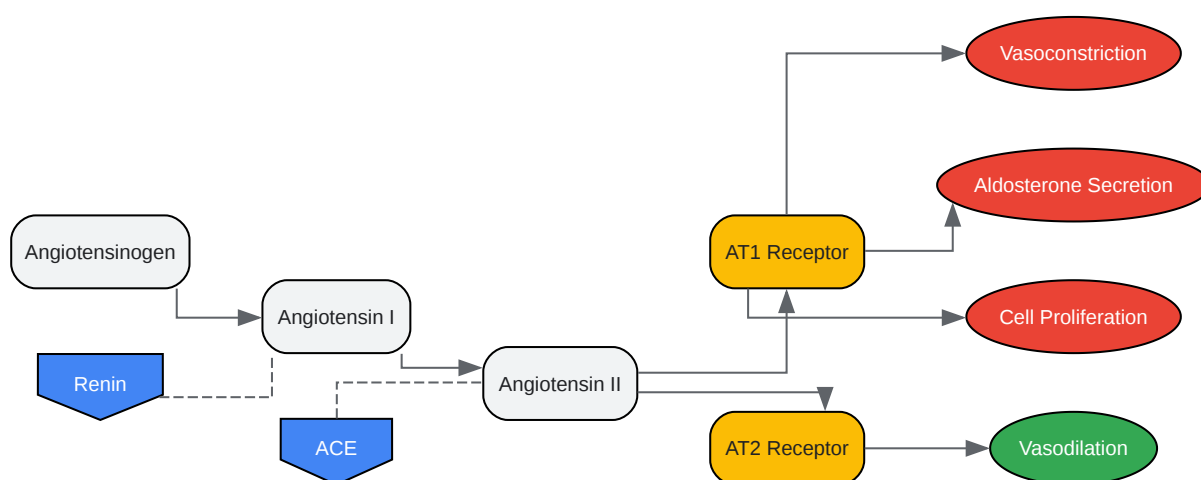 Vasoconstriction
Aldosterone Secretion
Angiotensinogen
AT1 Receptor
Angiotensin I
Cell Proliferation
Renin
Angiotensin II
ACE
AT2 Receptor
Vasodilation